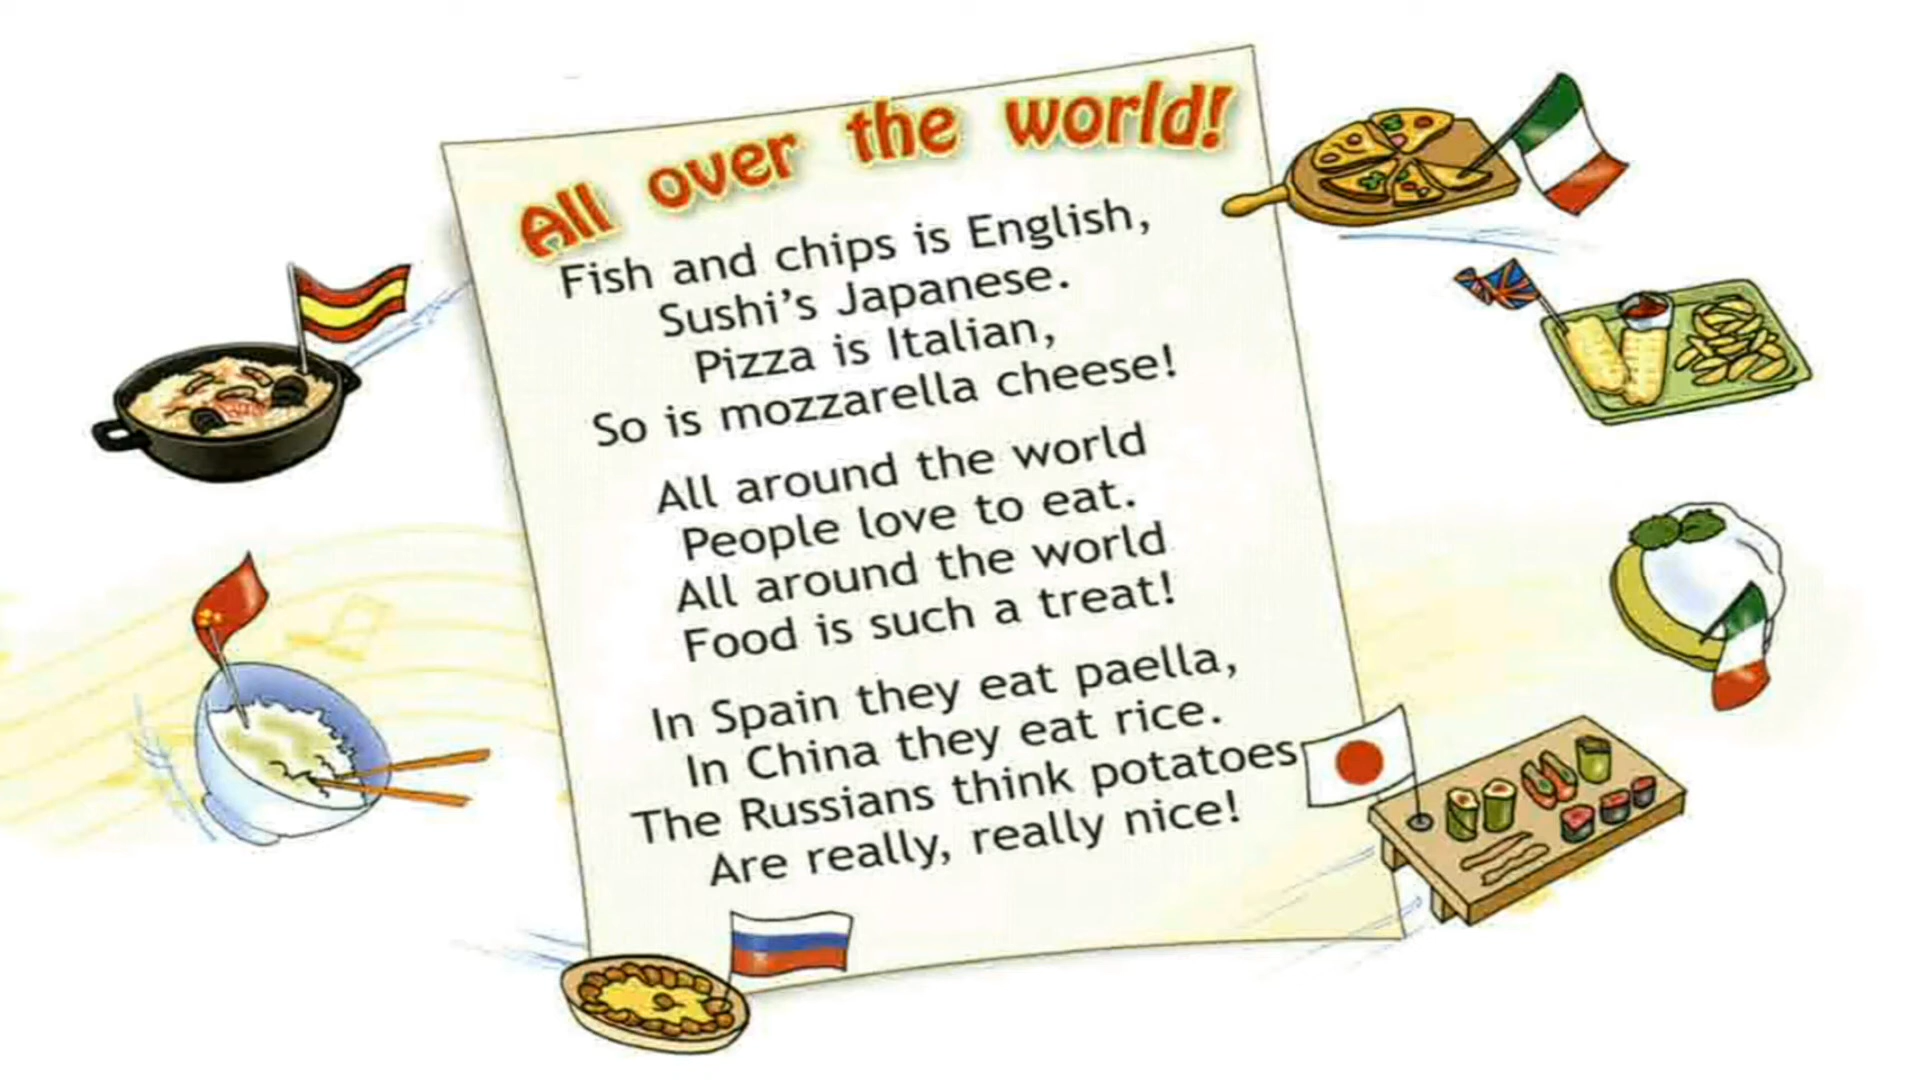 All over the world!
Fish and chips is English,
Sushi's Japanese.
Pizza is Italian,
So is mozzarella cheese!
All around the world
People love to eat.
All around the world
Food is such a treat!
In Spain they eat paella,
In China they eat rice.
The Russians think potatoes
Are really, really nice!